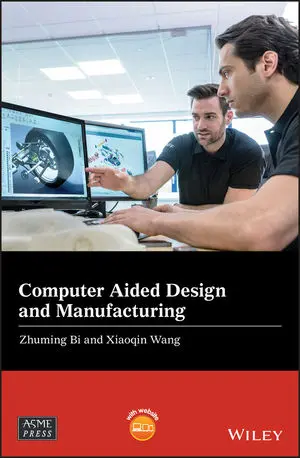 Computer Aided Design
and Manufacturing
Zhuming Bi and Xiaoqin Wang
ASME
PRESS
with website
WILEY